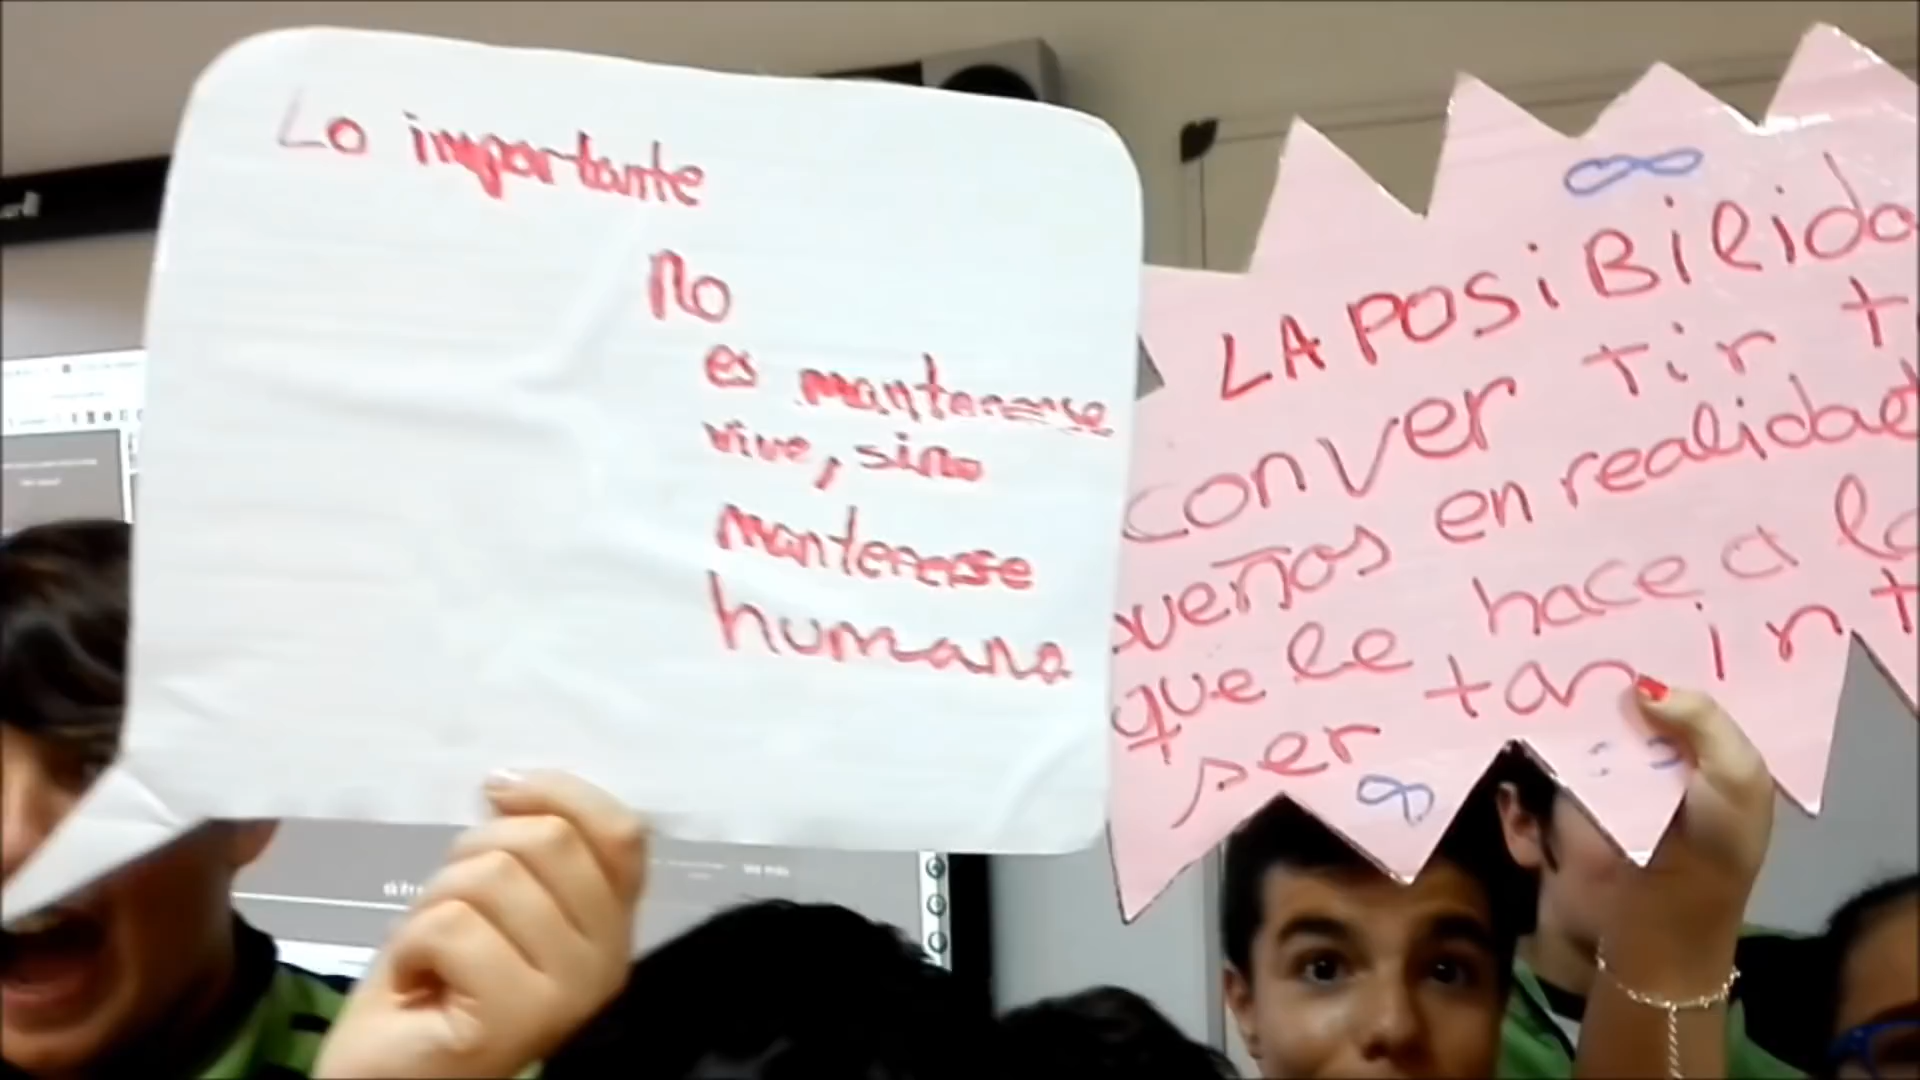 Lo importante
no
es mantenerse
vive, sino
mantenerse
humano
LA POSiBilida
conver tir t
sueños en realidad
que le hace a la
ser tan int